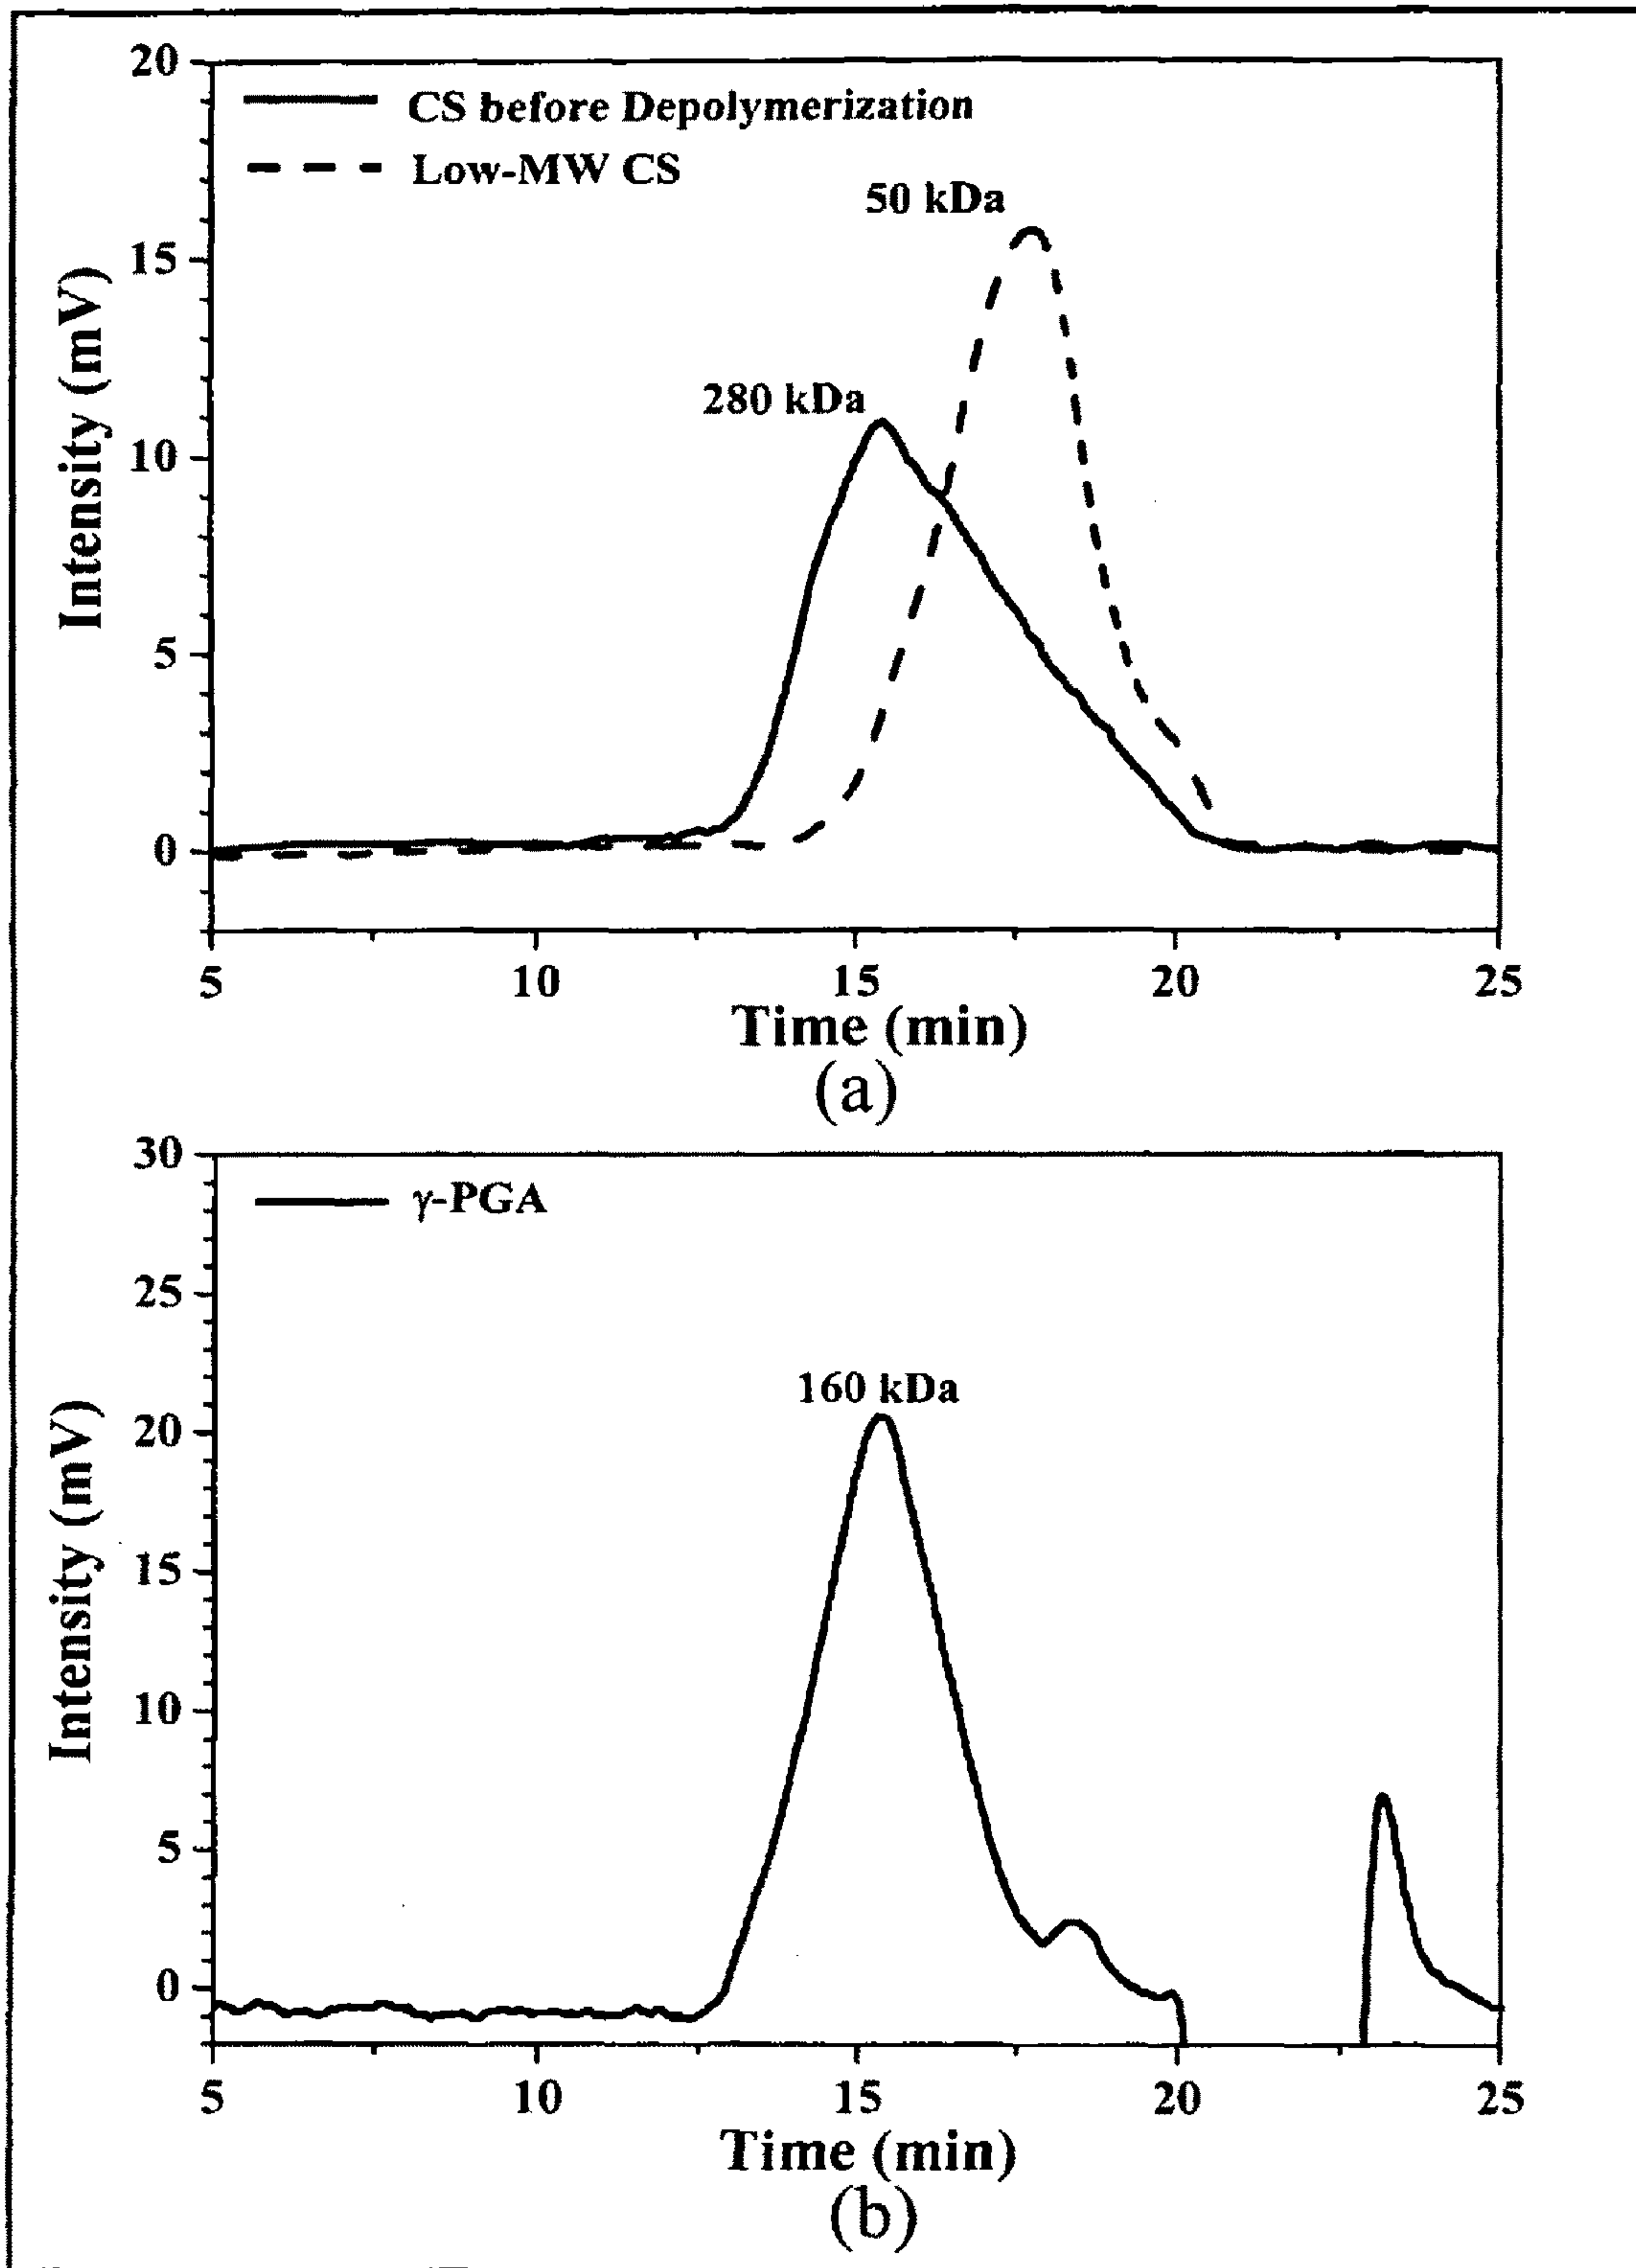 20
CS before Depolymerization
Low-MW CS
50 kDa
15
280 kDa
10
Intensity (mV)
5
0
5 10 15 20 25
Time (min)
(a)
30
γ-PGA
25
160 kDa
20
Intensity (mV)
15
10
5
0
5 10 15 20 25
Time (min)
(b)